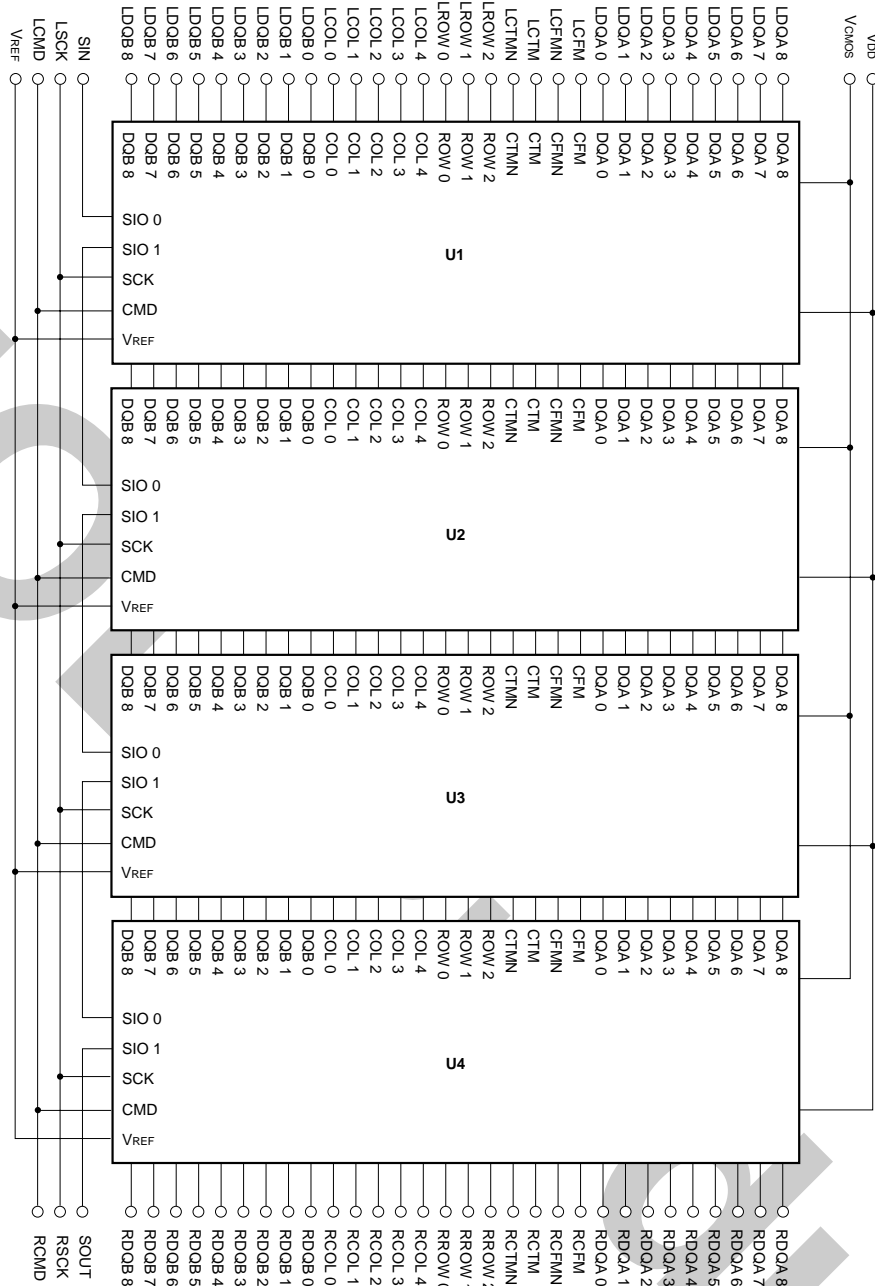 SIN
LSCK
LCMD
VREF
LDQB 8
LDQB 7
LDQB 6
LDQB 5
LDQB 4
LDQB 3
LDQB 2
LDQB 1
LDQB 0
LCOL 0
LCOL 1
LCOL 2
LCOL 3
LCOL 4
LROW 0
LROW 1
LROW 2
LCTMN
LCTM
LCFMN
LCFM
LDQA 0
LDQA 1
LDQA 2
LDQA 3
LDQA 4
LDQA 5
LDQA 6
LDQA 7
LDQA 8
VCMOS
VDD
DQB 8
DQB 7
DQB 6
DQB 5
DQB 4
DQB 3
DQB 2
DQB 1
DQB 0
COL 0
COL 1
COL 2
COL 3
COL 4
ROW 0
ROW 1
ROW 2
CTMN
CTM
CFMN
CFM
DQA 0
DQA 1
DQA 2
DQA 3
DQA 4
DQA 5
DQA 6
DQA 7
DQA 8
SIO 0
SIO 1
SCK
CMD
VREF
U1
DQB 8
DQB 7
DQB 6
DQB 5
DQB 4
DQB 3
DQB 2
DQB 1
DQB 0
COL 0
COL 1
COL 2
COL 3
COL 4
ROW 0
ROW 1
ROW 2
CTMN
CTM
CFMN
CFM
DQA 0
DQA 1
DQA 2
DQA 3
DQA 4
DQA 5
DQA 6
DQA 7
DQA 8
SIO 0
SIO 1
SCK
CMD
VREF
U2
DQB 8
DQB 7
DQB 6
DQB 5
DQB 4
DQB 3
DQB 2
DQB 1
DQB 0
COL 0
COL 1
COL 2
COL 3
COL 4
ROW 0
ROW 1
ROW 2
CTMN
CTM
CFMN
CFM
DQA 0
DQA 1
DQA 2
DQA 3
DQA 4
DQA 5
DQA 6
DQA 7
DQA 8
SIO 0
SIO 1
SCK
CMD
VREF
U3
DQB 8
DQB 7
DQB 6
DQB 5
DQB 4
DQB 3
DQB 2
DQB 1
DQB 0
COL 0
COL 1
COL 2
COL 3
COL 4
ROW 0
ROW 1
ROW 2
CTMN
CTM
CFMN
CFM
DQA 0
DQA 1
DQA 2
DQA 3
DQA 4
DQA 5
DQA 6
DQA 7
DQA 8
SIO 0
SIO 1
SCK
CMD
VREF
U4
SOUT
RSCK
RCMD
RDQB 8
RDQB 7
RDQB 6
RDQB 5
RDQB 4
RDQB 3
RDQB 2
RDQB 1
RDQB 0
RCOL 0
RCOL 1
RCOL 2
RCOL 3
RCOL 4
RROW 0
RROW 1
RROW 2
RCTMN
RCTM
RCFMN
RCFM
RDQA 0
RDQA 1
RDQA 2
RDQA 3
RDQA 4
RDQA 5
RDQA 6
RDQA 7
RDQA 8